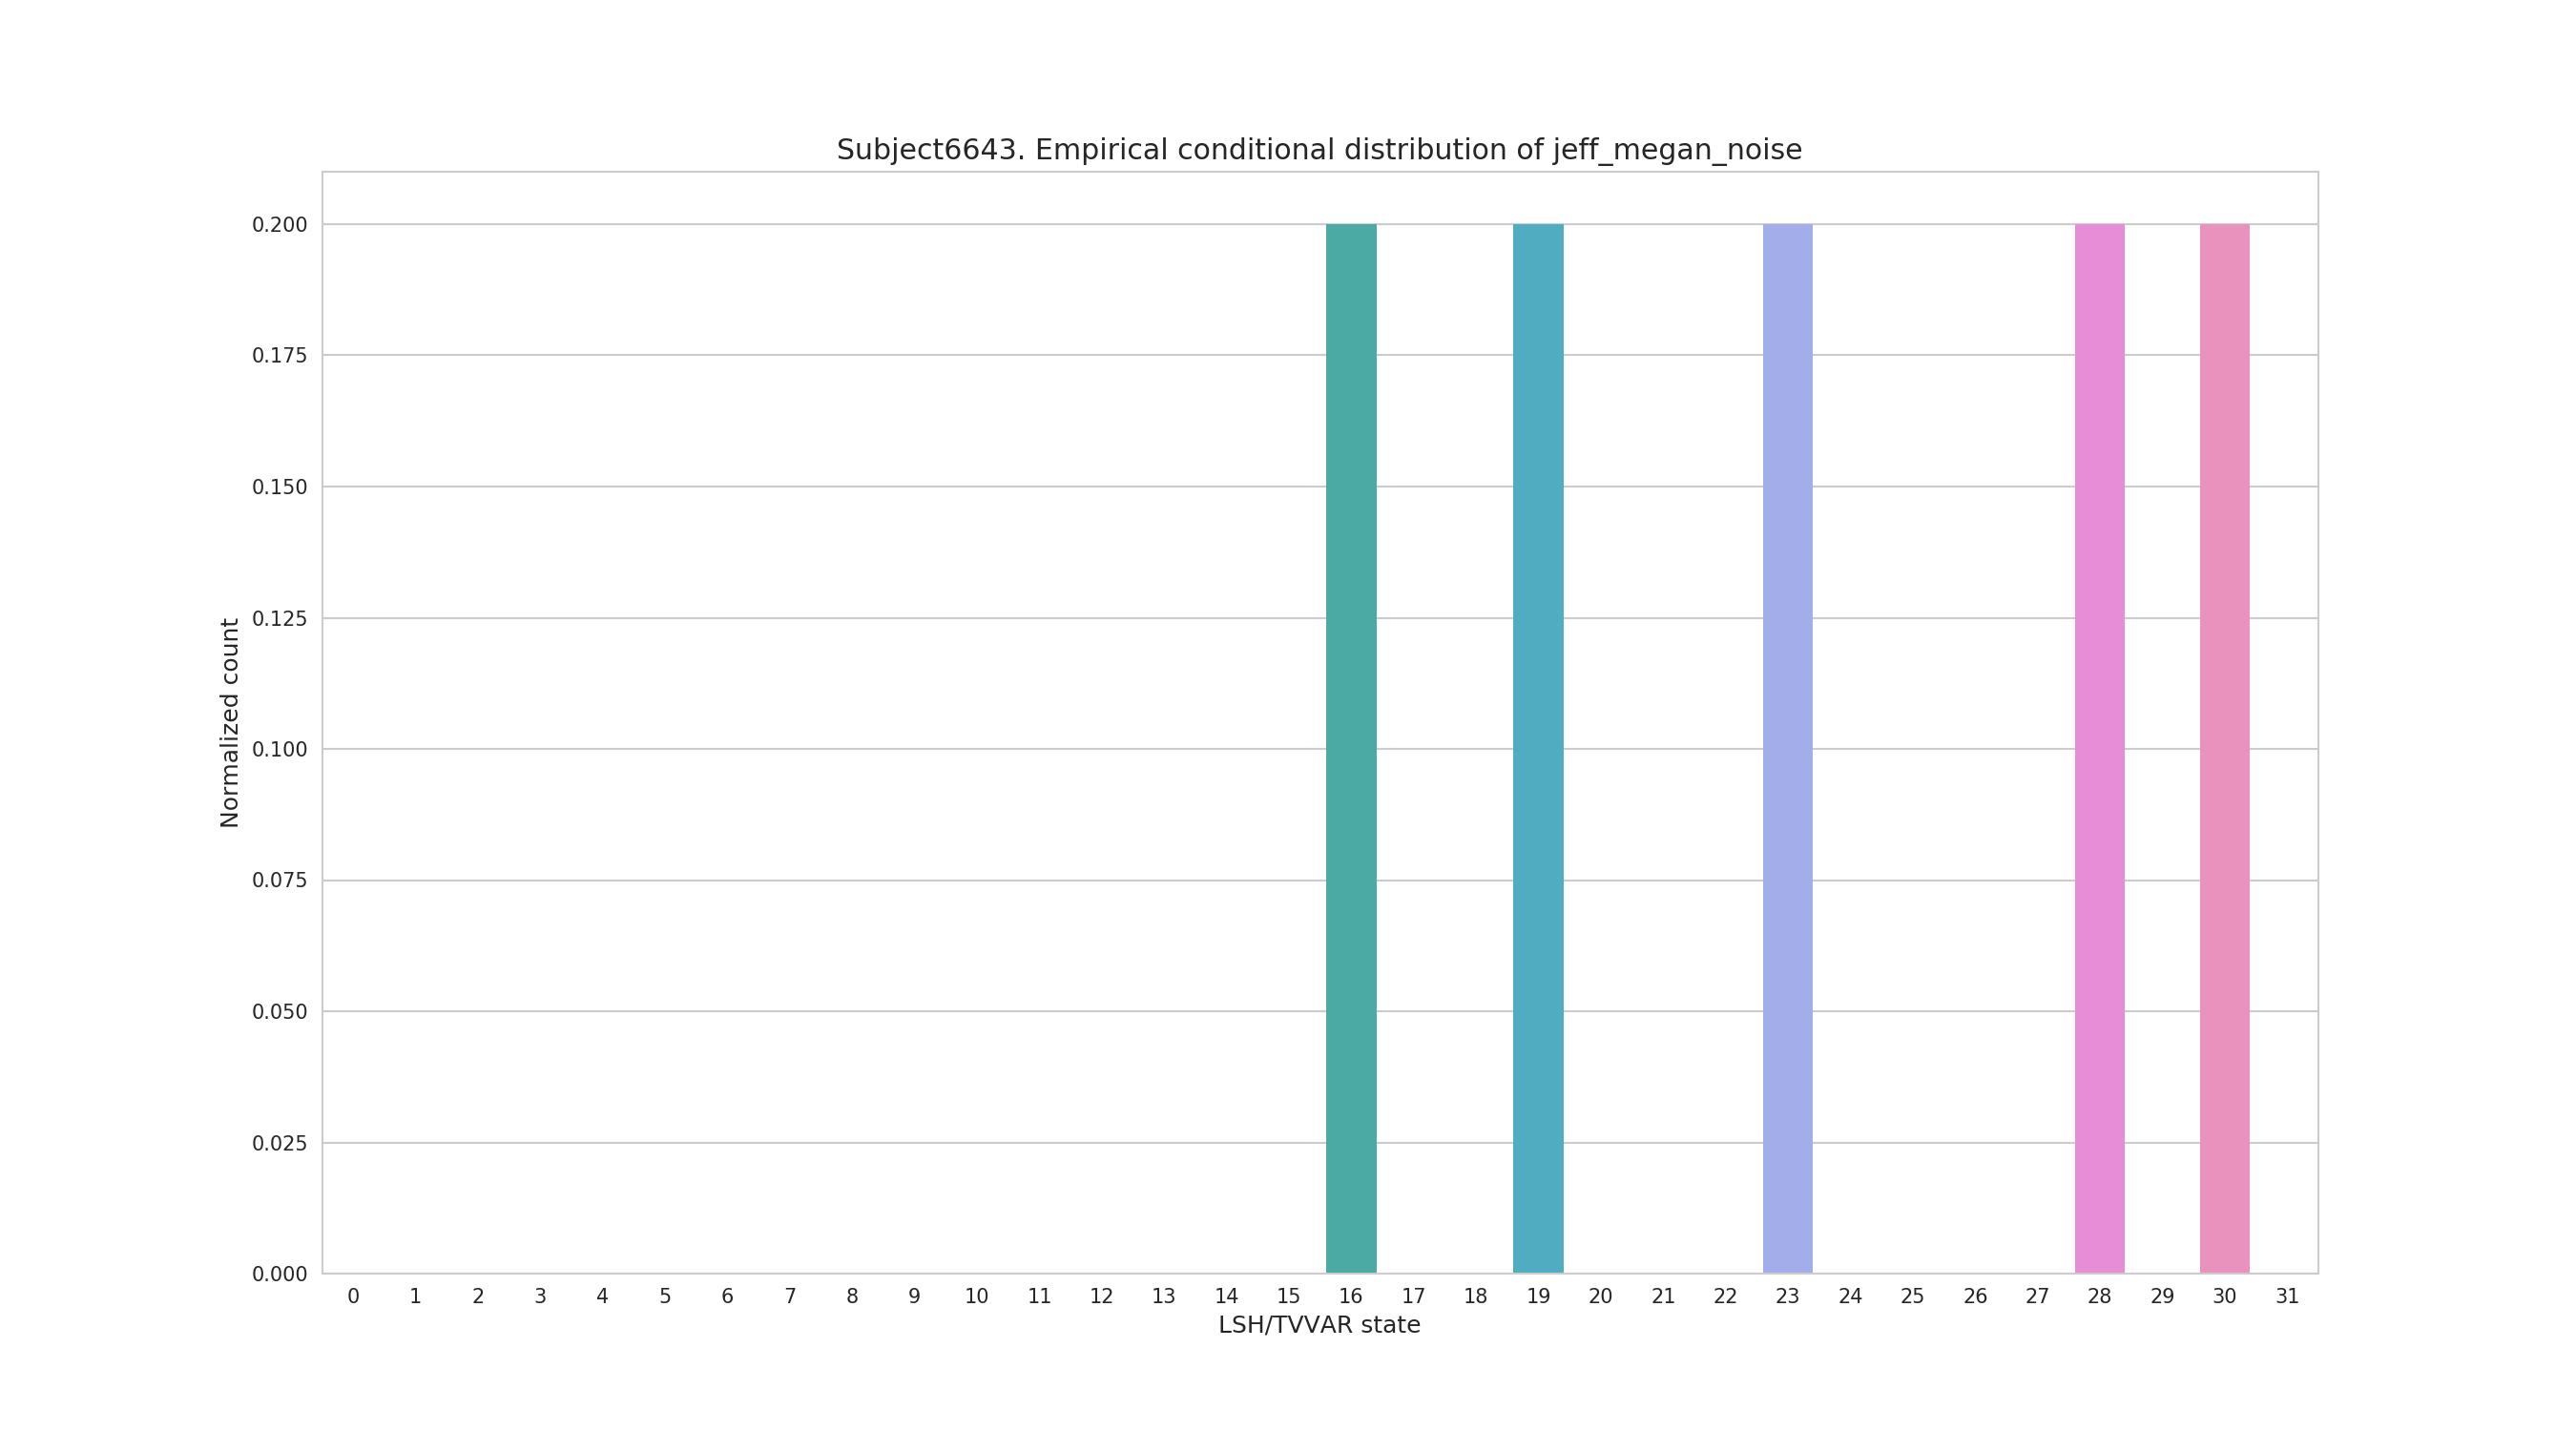 Subject6643. Empirical conditional distribution of jeff_megan_noise
0.200
0.175
0.150
0.125
0.100
0.075
0.050
0.025
0.000
Normalized count
0 1 2 3 4 5 6 7 8 9 10 11 12 13 14 15 16 17 18 19 20 21 22 23 24 25 26 27 28 29 30 31
LSH/TVVAR state